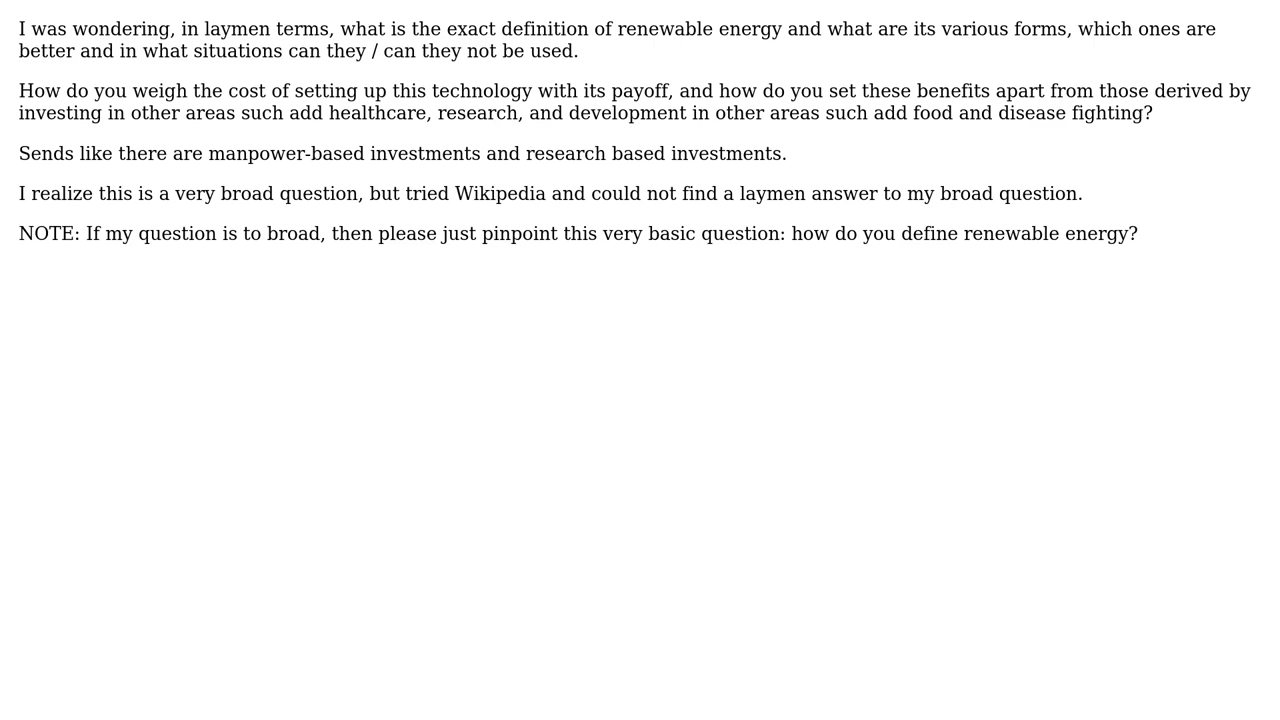 I was wondering, in laymen terms, what is the exact definition of renewable energy and what are its various forms, which ones are
better and in what situations can they / can they not be used.
How do you weigh the cost of setting up this technology with its payoff, and how do you set these benefits apart from those derived by
investing in other areas such add healthcare, research, and development in other areas such add food and disease fighting?
Sends like there are manpower-based investments and research based investments.
I realize this is a very broad question, but tried Wikipedia and could not find a laymen answer to my broad question.
NOTE: If my question is to broad, then please just pinpoint this very basic question: how do you define renewable energy?